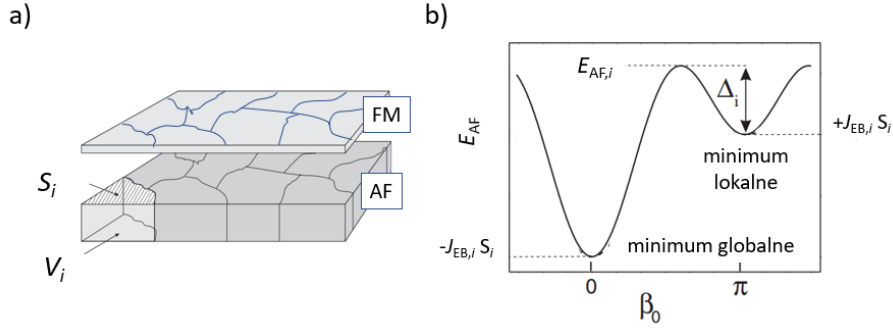 a)
FM
AF
S_i
V_i
b)
E_AF,i
Δ_i
E_AF
+J_EB,i S_i
minimum
lokalne
-J_EB,i S_i
minimum globalne
0
π
β_0